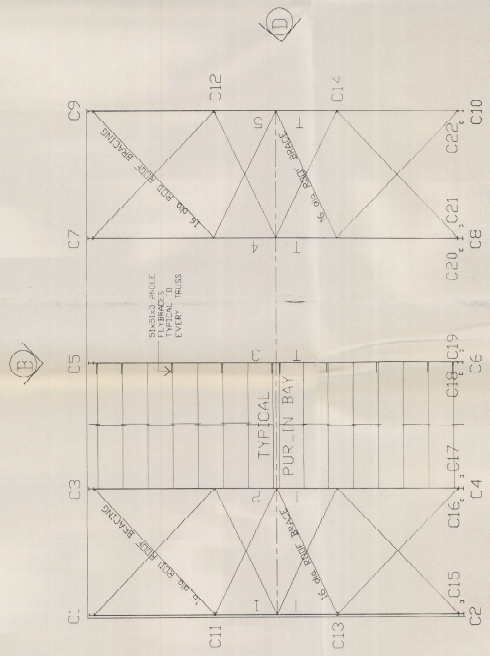 D
C9
C12
C14
C22
C10
16 dia ROD ROOF BRACING
5
T
16 dia ROOF BRACE
C7
4
T
C20
C21
C8
B
51x51x3 ANGLE
FLYBRACES
TYPICAL TO
EVERY TRUSS
C5
3
T
C18
C19
C6
TYPICAL
PURLIN BAY
C3
2
T
C16
C17
C4
16 dia ROD ROOF BRACING
16 dia ROOF BRACE
C1
C11
1
T
C13
C15
C2